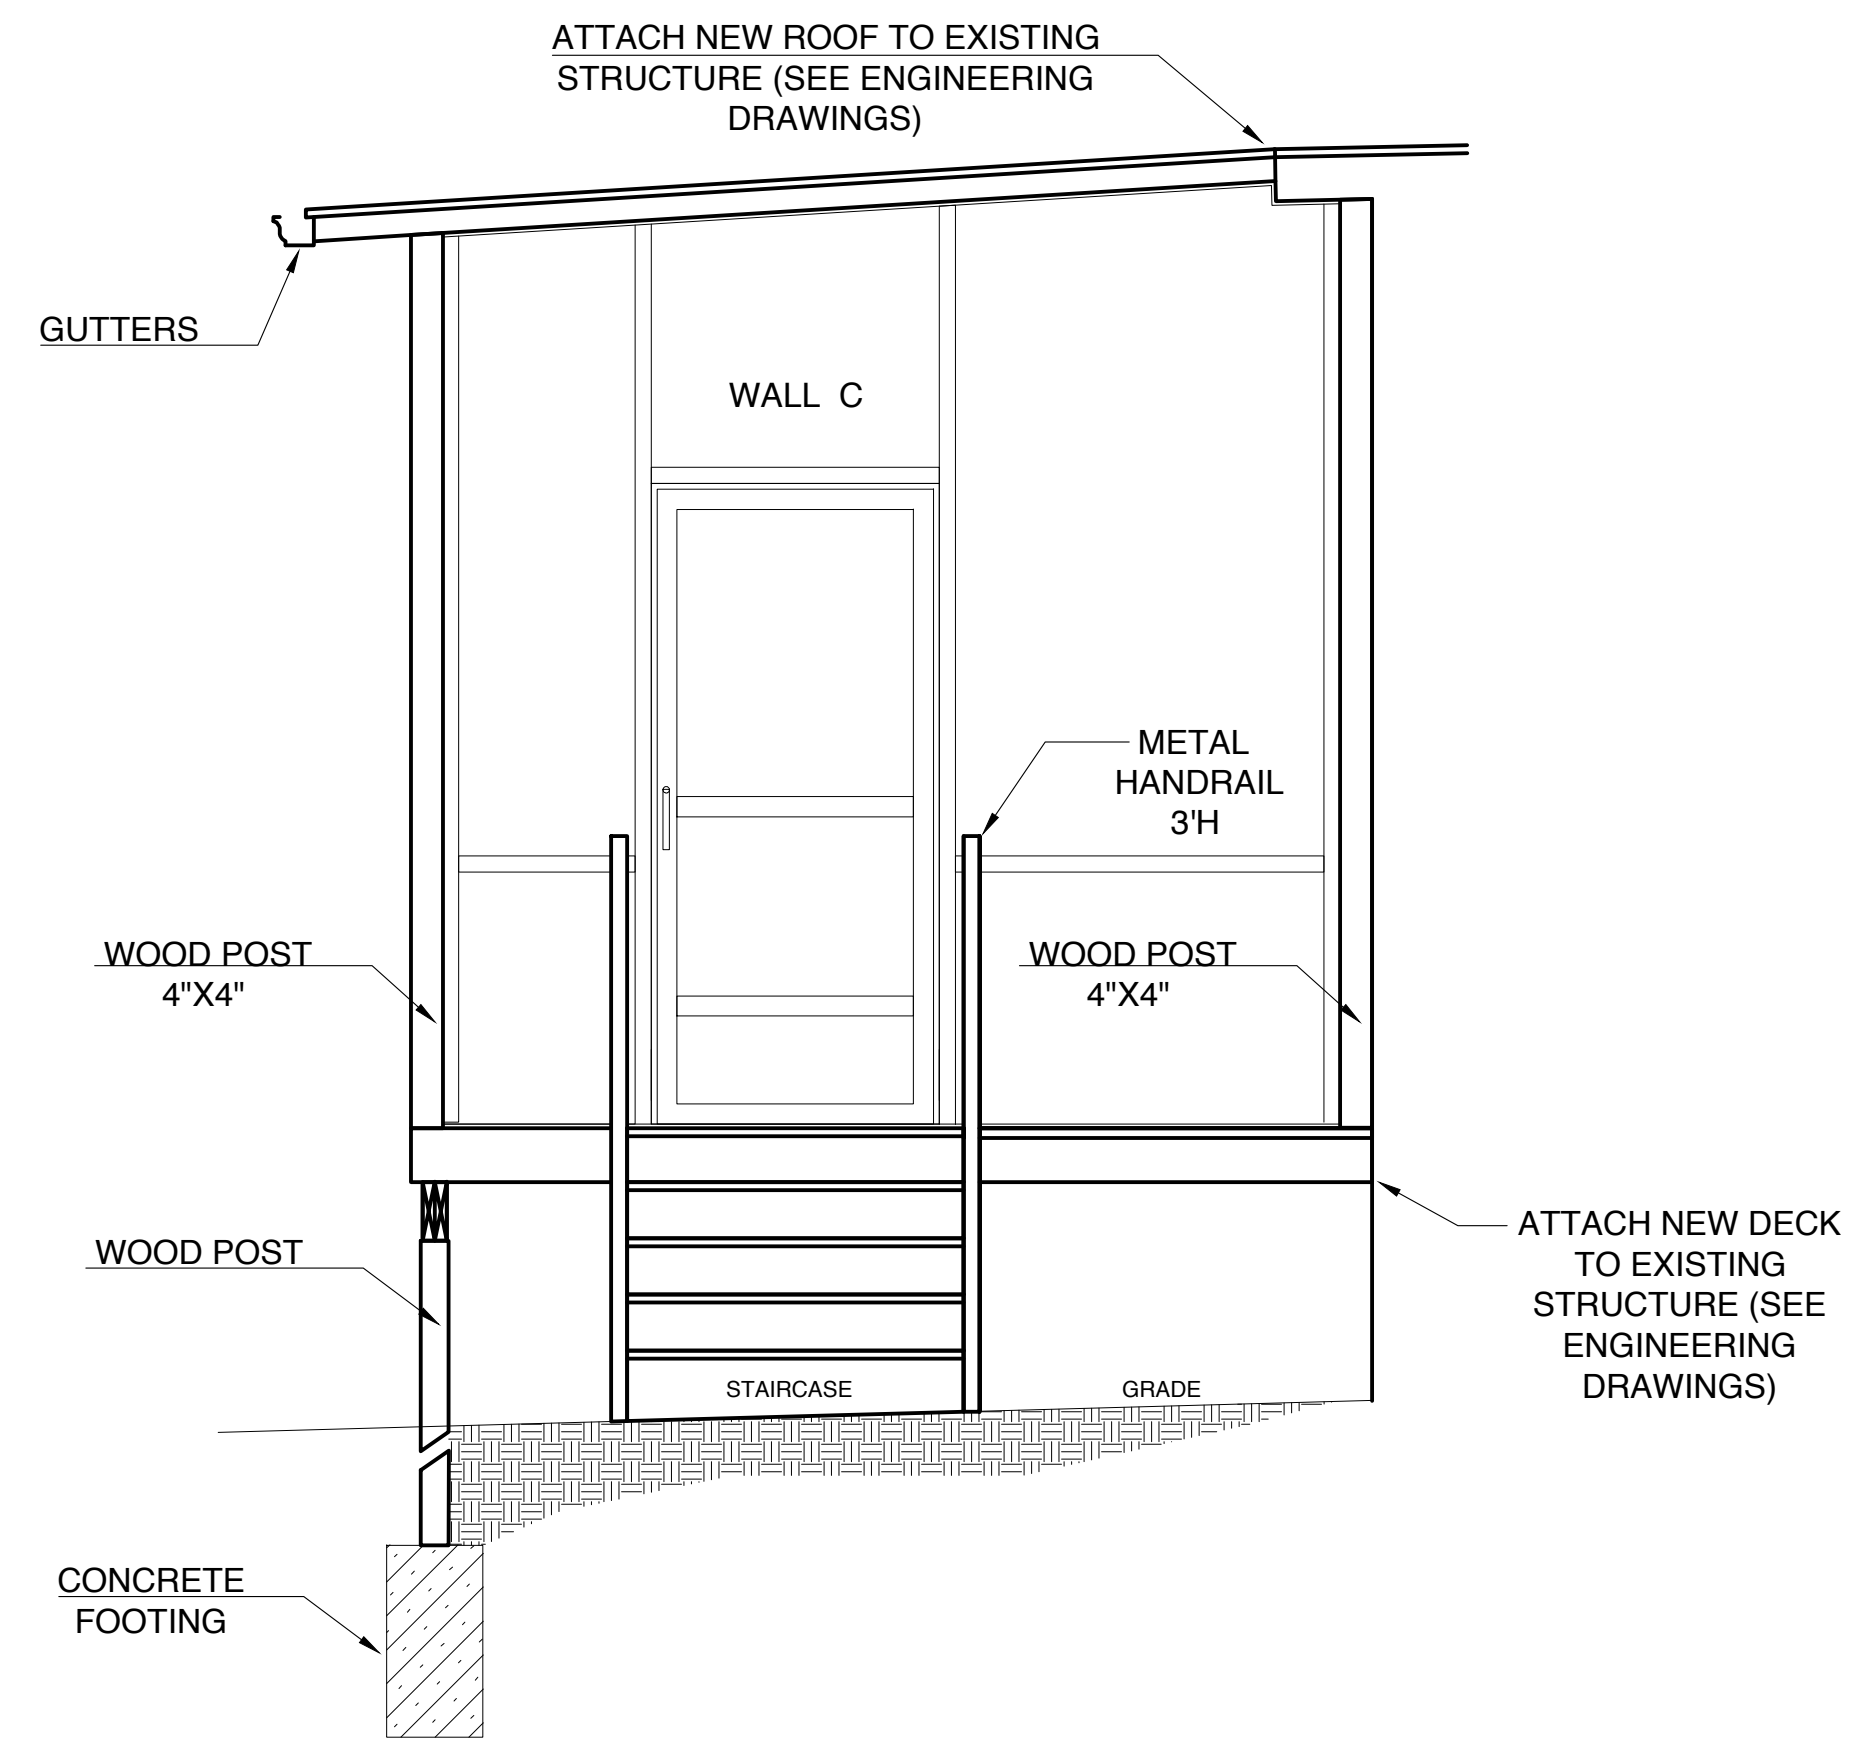 ATTACH NEW ROOF TO EXISTING
STRUCTURE (SEE ENGINEERING
DRAWINGS)
GUTTERS
WALL C
METAL
HANDRAIL
3'H
WOOD POST
4"X4"
WOOD POST
4"X4"
WOOD POST
ATTACH NEW DECK
TO EXISTING
STRUCTURE (SEE
ENGINEERING
DRAWINGS)
STAIRCASE
GRADE
CONCRETE
FOOTING